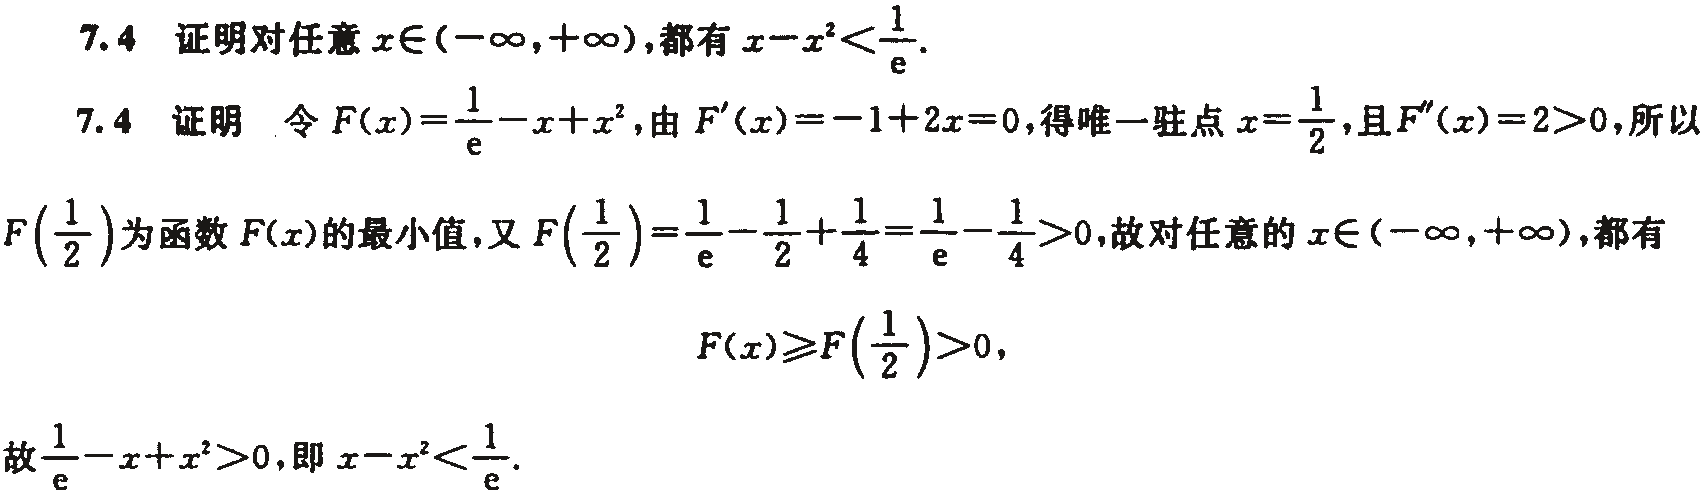 7.4 证明对任意 x∈(−∞,+∞),都有 x−x²<1/e.
7.4 证明 令 F(x)=1/e−x+x²,由 F′(x)=−1+2x=0,得唯一驻点 x=1/2,且F″(x)=2>0,所以
F(1/2)为函数 F(x)的最小值,又 F(1/2)=1/e−1/2+1/4=1/e−1/4>0,故对任意的 x∈(−∞,+∞),都有
F(x)⩾F(1/2)>0,
故1/e−x+x²>0,即 x−x²<1/e.